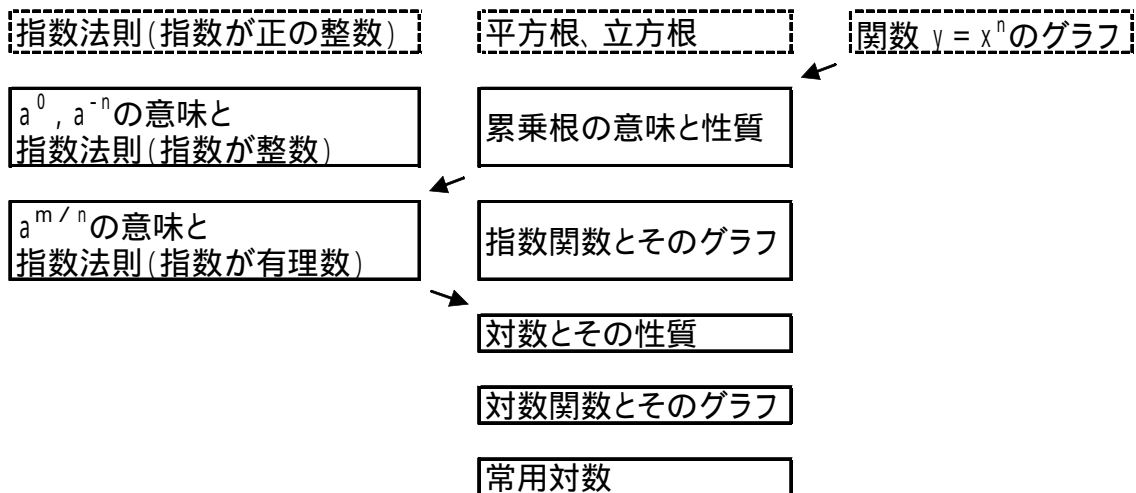 指数法則(指数が正の整数)
平方根、立方根
関数 y = xⁿのグラフ
a⁰ , a⁻ⁿの意味と
指数法則(指数が整数)
累乗根の意味と性質
a^{m/n}の意味と
指数法則(指数が有理数)
指数関数とそのグラフ
対数とその性質
対数関数とそのグラフ
常用対数